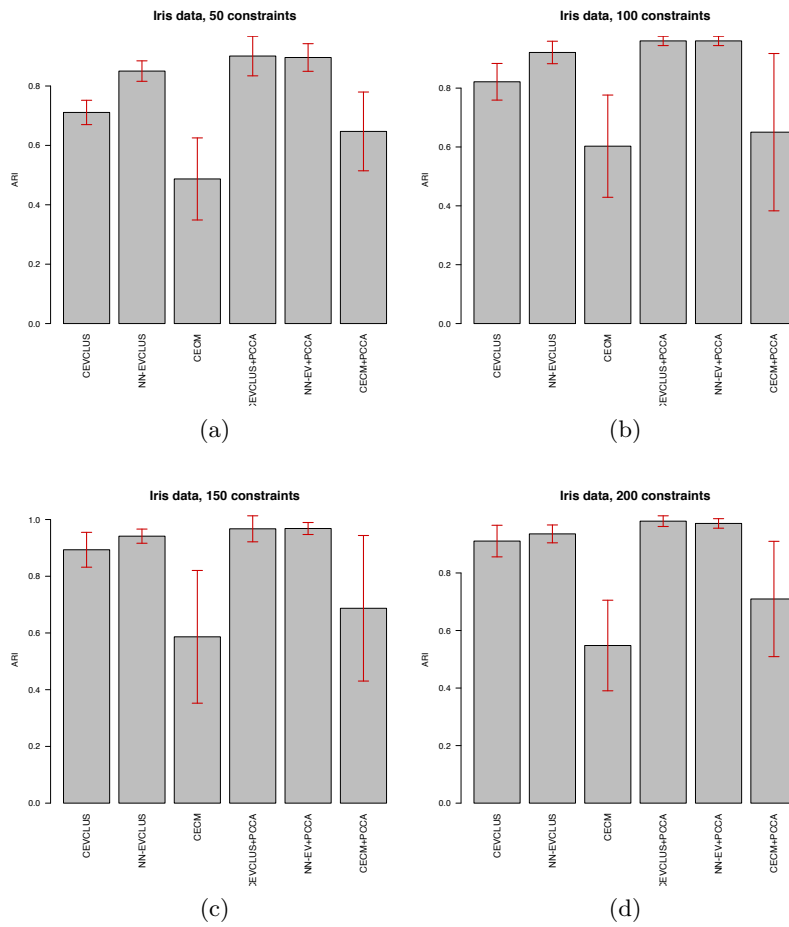 Iris data, 50 constraints
ARI
0.8
0.6
0.4
0.2
0.0
CEVCLUS
NN-EVCLUS
CECM
CEVCLUS+PCCA
NN-EV+PCCA
CECM+PCCA
(a)
Iris data, 100 constraints
ARI
0.8
0.6
0.4
0.2
0.0
CEVCLUS
NN-EVCLUS
CECM
CEVCLUS+PCCA
NN-EV+PCCA
CECM+PCCA
(b)
Iris data, 150 constraints
ARI
1.0
0.8
0.6
0.4
0.2
0.0
CEVCLUS
NN-EVCLUS
CECM
CEVCLUS+PCCA
NN-EV+PCCA
CECM+PCCA
(c)
Iris data, 200 constraints
ARI
0.8
0.6
0.4
0.2
0.0
CEVCLUS
NN-EVCLUS
CECM
CEVCLUS+PCCA
NN-EV+PCCA
CECM+PCCA
(d)